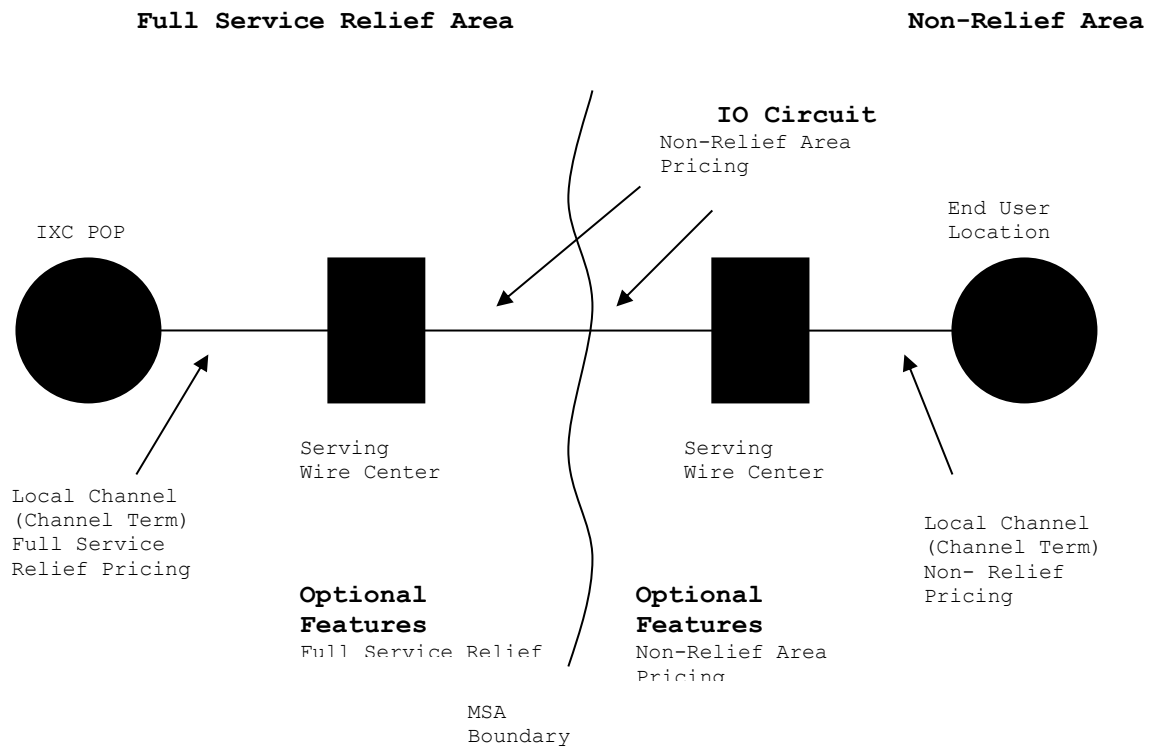 Full Service Relief Area
Non-Relief Area
IO Circuit
Non-Relief Area
Pricing
IXC POP
End User
Location
Serving
Wire Center
Serving
Wire Center
Local Channel
(Channel Term)
Full Service
Relief Pricing
Local Channel
(Channel Term)
Non- Relief
Pricing
Optional
Features
Full Service Relief
Optional
Features
Non-Relief Area
Pricing
MSA
Boundary